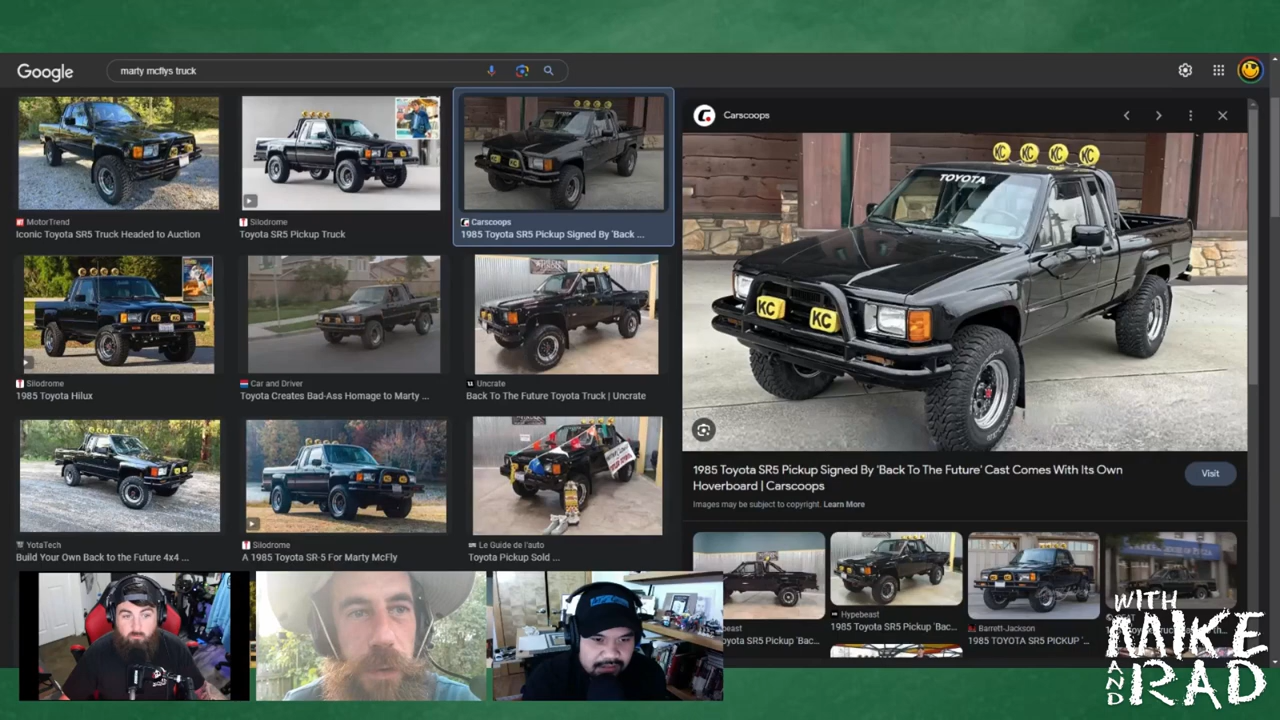 Google
marty mcflys truck
MotorTrend
Iconic Toyota SR5 Truck Headed to Auction
Silodrome
Toyota SR5 Pickup Truck
Carscoops
1985 Toyota SR5 Pickup Signed By 'Back ...
Silodrome
1985 Toyota Hilux
Car and Driver
Toyota Creates Bad-Ass Homage to Marty ...
Uncrate
Back To The Future Toyota Truck | Uncrate
YotaTech
Build Your Own Back to the Future 4x4 ...
Silodrome
A 1985 Toyota SR-5 For Marty McFly
Le Guide de l'auto
Toyota Pickup Sold ...
Carscoops
KC KC KC KC
TOYOTA
KC KC
1985 Toyota SR5 Pickup Signed By 'Back To The Future' Cast Comes With Its Own
Hoverboard | Carscoops
Visit
Images may be subject to copyright. Learn More
Toyota SR5 Pickup 'Bac...
Hypebeast
1985 Toyota SR5 Pickup 'Bac...
Barrett-Jackson
1985 TOYOTA SR5 PICKUP '...
WITH
MIKE
AND
RAD